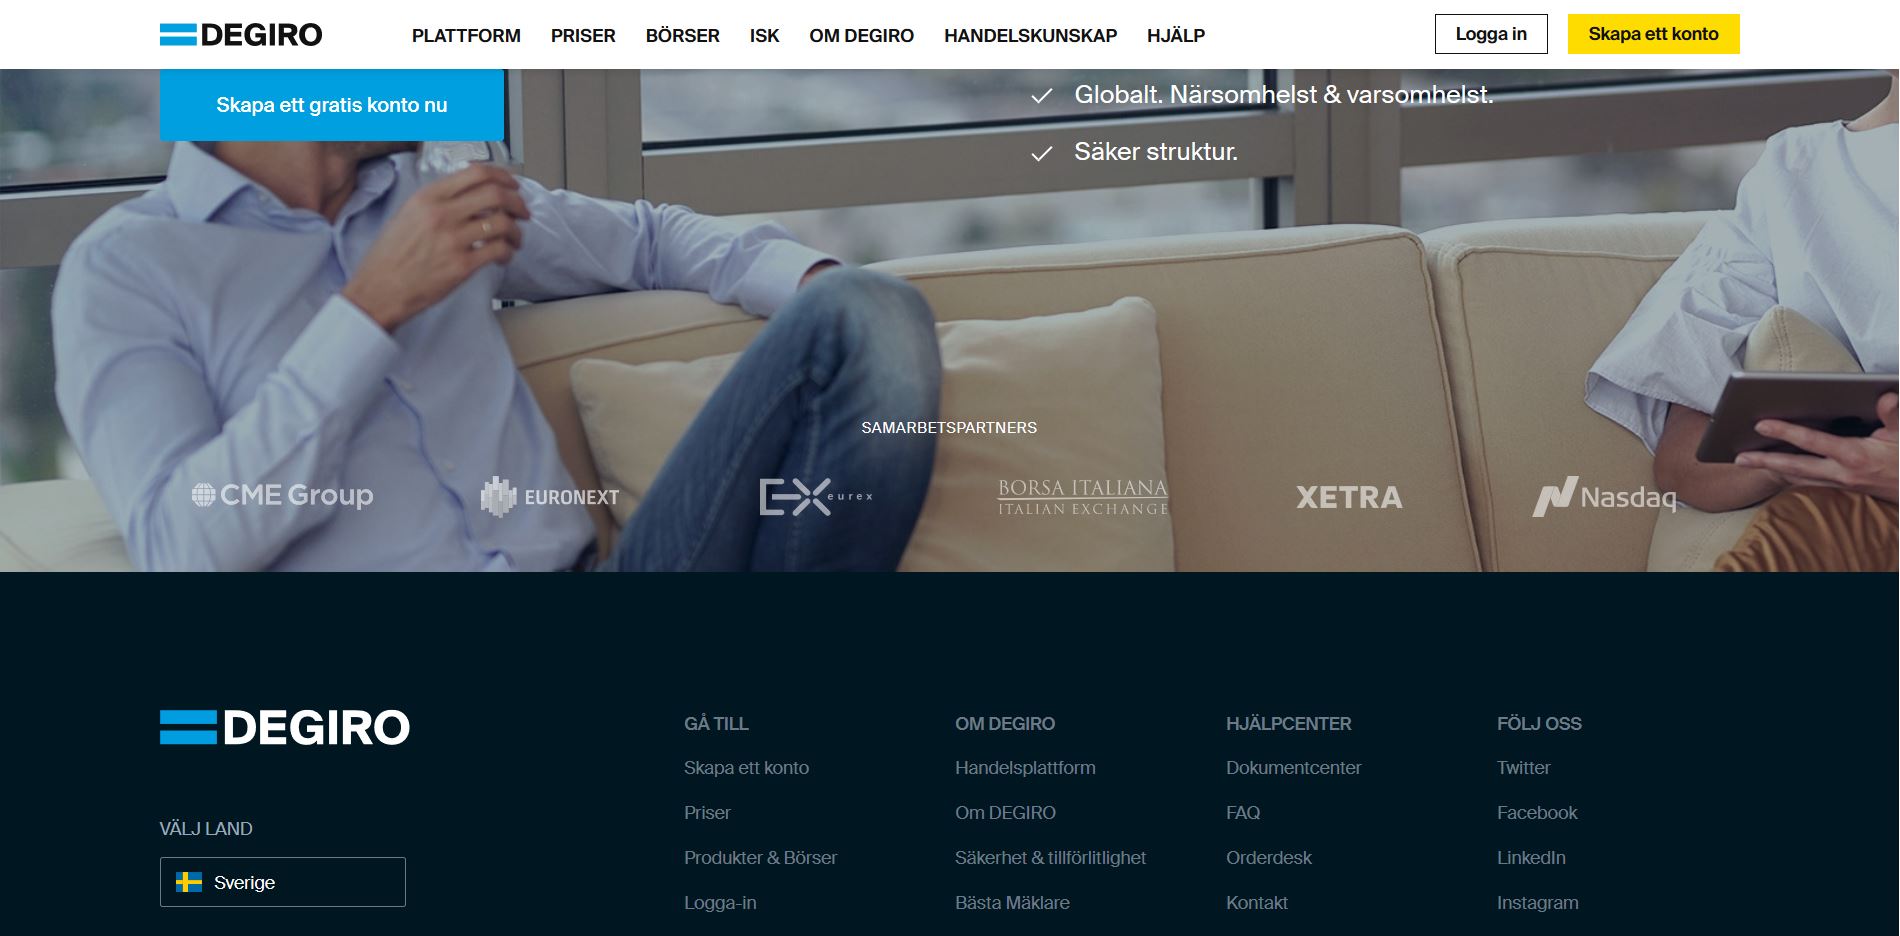 DEGIRO
PLATTFORM
PRISER
BÖRSER
ISK
OM DEGIRO
HANDELSKUNSKAP
HJÄLP
Logga in
Skapa ett konto
Skapa ett gratis konto nu
Globalt. Närsomhelst & varsomhelst.
Säker struktur.
SAMARBETSPARTNERS
CME Group
EURONEXT
EX eurex
BORSA ITALIANA
ITALIAN EXCHANGE
XETRA
Nasdaq
DEGIRO
VÄLJ LAND
Sverige
GÅ TILL
Skapa ett konto
Priser
Produkter & Börser
Logga-in
OM DEGIRO
Handelsplattform
Om DEGIRO
Säkerhet & tillförlitlighet
Bästa Mäklare
HJÄLPCENTER
Dokumentcenter
FAQ
Orderdesk
Kontakt
FÖLJ OSS
Twitter
Facebook
LinkedIn
Instagram